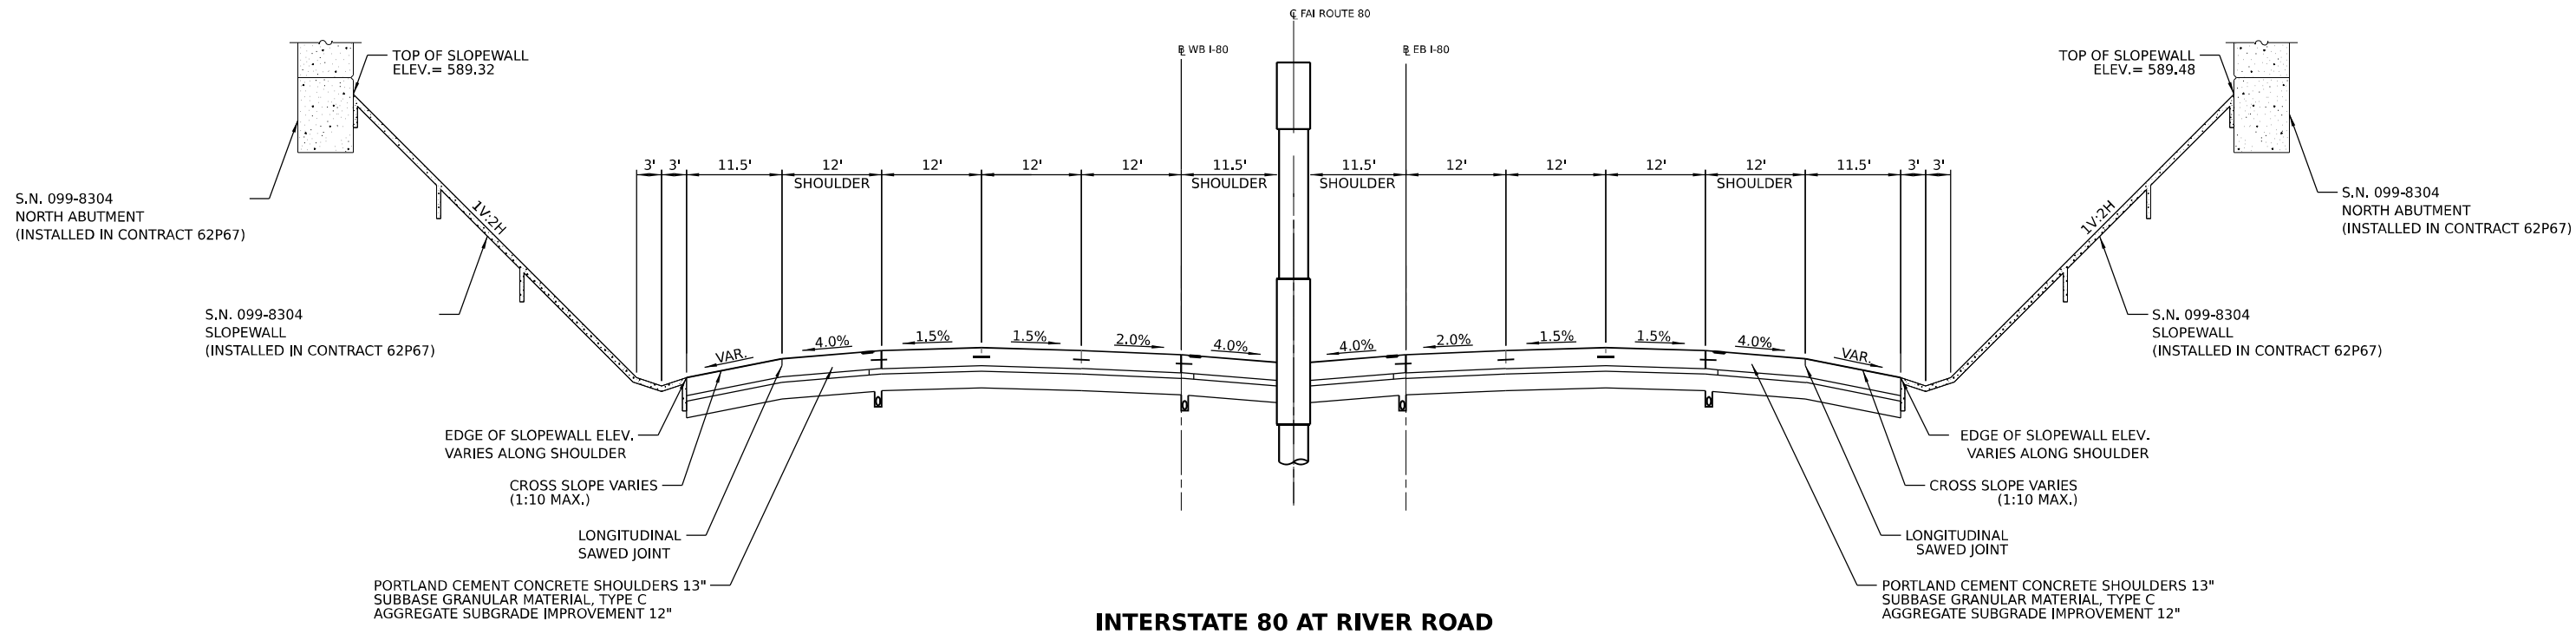 ℄ FAI ROUTE 80
WB I-80
EB I-80
TOP OF SLOPEWALL
ELEV.= 589.32
TOP OF SLOPEWALL
ELEV.= 589.48
3' 3' 11.5' 12' 12' 12' 12' 11.5' 11.5' 12' 12' 12' 12' 11.5' 3' 3'
SHOULDER SHOULDER SHOULDER SHOULDER
S.N. 099-8304
NORTH ABUTMENT
(INSTALLED IN CONTRACT 62P67)
S.N. 099-8304
NORTH ABUTMENT
(INSTALLED IN CONTRACT 62P67)
1V:2H
1V:2H
S.N. 099-8304
SLOPEWALL
(INSTALLED IN CONTRACT 62P67)
S.N. 099-8304
SLOPEWALL
(INSTALLED IN CONTRACT 62P67)
VAR. 4.0% 1.5% 1.5% 2.0% 4.0% 4.0% 2.0% 1.5% 1.5% 4.0% VAR.
EDGE OF SLOPEWALL ELEV.
VARIES ALONG SHOULDER
EDGE OF SLOPEWALL ELEV.
VARIES ALONG SHOULDER
CROSS SLOPE VARIES
(1:10 MAX.)
CROSS SLOPE VARIES
(1:10 MAX.)
LONGITUDINAL
SAWED JOINT
LONGITUDINAL
SAWED JOINT
PORTLAND CEMENT CONCRETE SHOULDERS 13"
SUBBASE GRANULAR MATERIAL, TYPE C
AGGREGATE SUBGRADE IMPROVEMENT 12"
PORTLAND CEMENT CONCRETE SHOULDERS 13"
SUBBASE GRANULAR MATERIAL, TYPE C
AGGREGATE SUBGRADE IMPROVEMENT 12"
INTERSTATE 80 AT RIVER ROAD